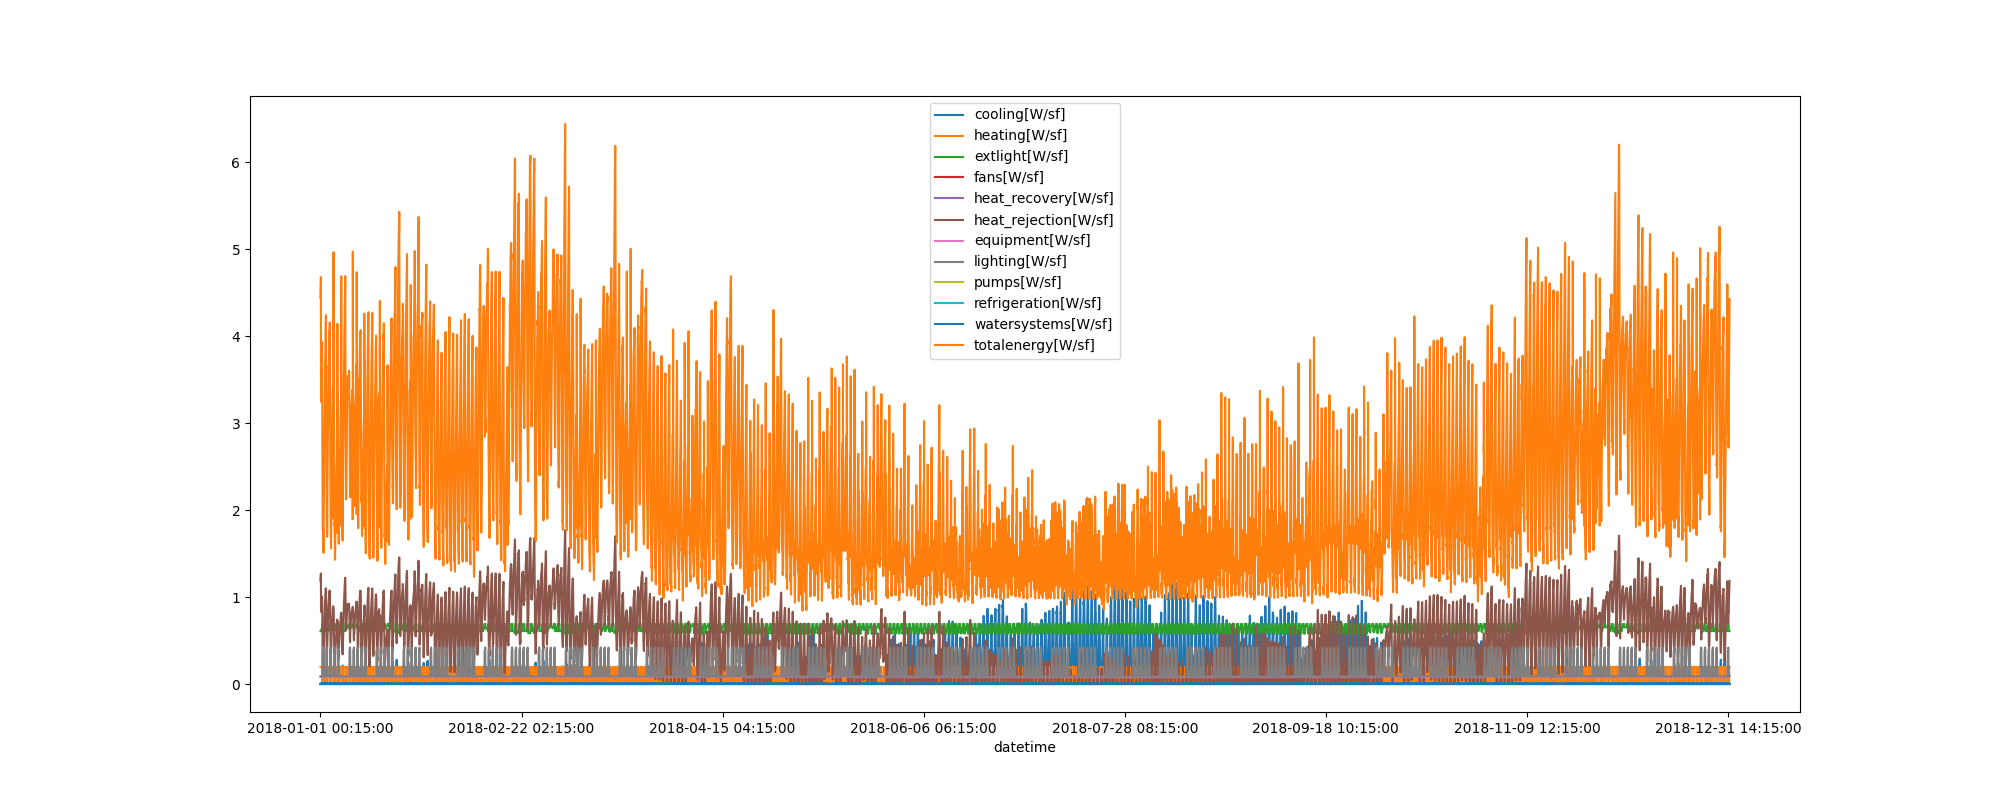 cooling[W/sf]
heating[W/sf]
extlight[W/sf]
fans[W/sf]
heat_recovery[W/sf]
heat_rejection[W/sf]
equipment[W/sf]
lighting[W/sf]
pumps[W/sf]
refrigeration[W/sf]
watersystems[W/sf]
totalenergy[W/sf]
6
5
4
3
2
1
0
2018-01-01 00:15:00 2018-02-22 02:15:00 2018-04-15 04:15:00 2018-06-06 06:15:00 2018-07-28 08:15:00 2018-09-18 10:15:00 2018-11-09 12:15:00 2018-12-31 14:15:00
datetime